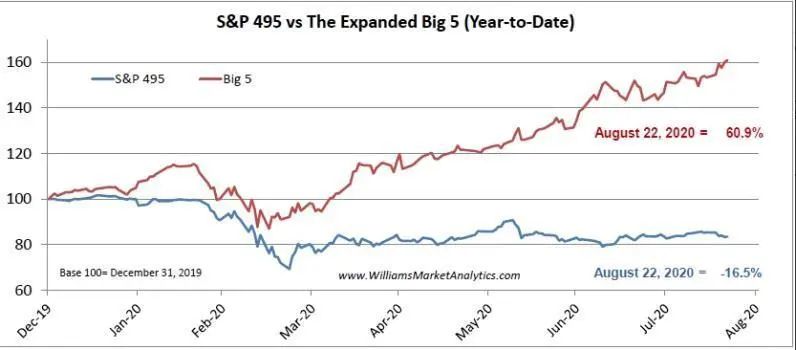 S&P 495 vs The Expanded Big 5 (Year-to-Date)
160
140
120
100
80
60
S&P 495
Big 5
August 22, 2020 = 60.9%
August 22, 2020 = -16.5%
Base 100= December 31, 2019
www.WilliamsMarketAnalytics.com
Dec-19
Jan-20
Feb-20
Mar-20
Apr-20
May-20
Jun-20
Jul-20
Aug-20